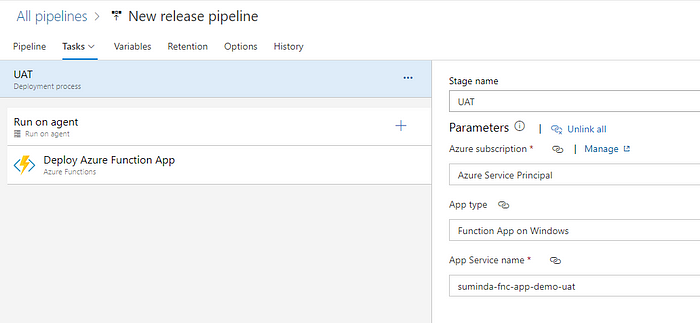 All pipelines > New release pipeline
Pipeline Tasks Variables Retention Options History
UAT
Deployment process
Run on agent
Run on agent
Deploy Azure Function App
Azure Functions
Stage name
UAT
Parameters | Unlink all
Azure subscription * | Manage
Azure Service Principal
App type
Function App on Windows
App Service name *
suminda-fnc-app-demo-uat